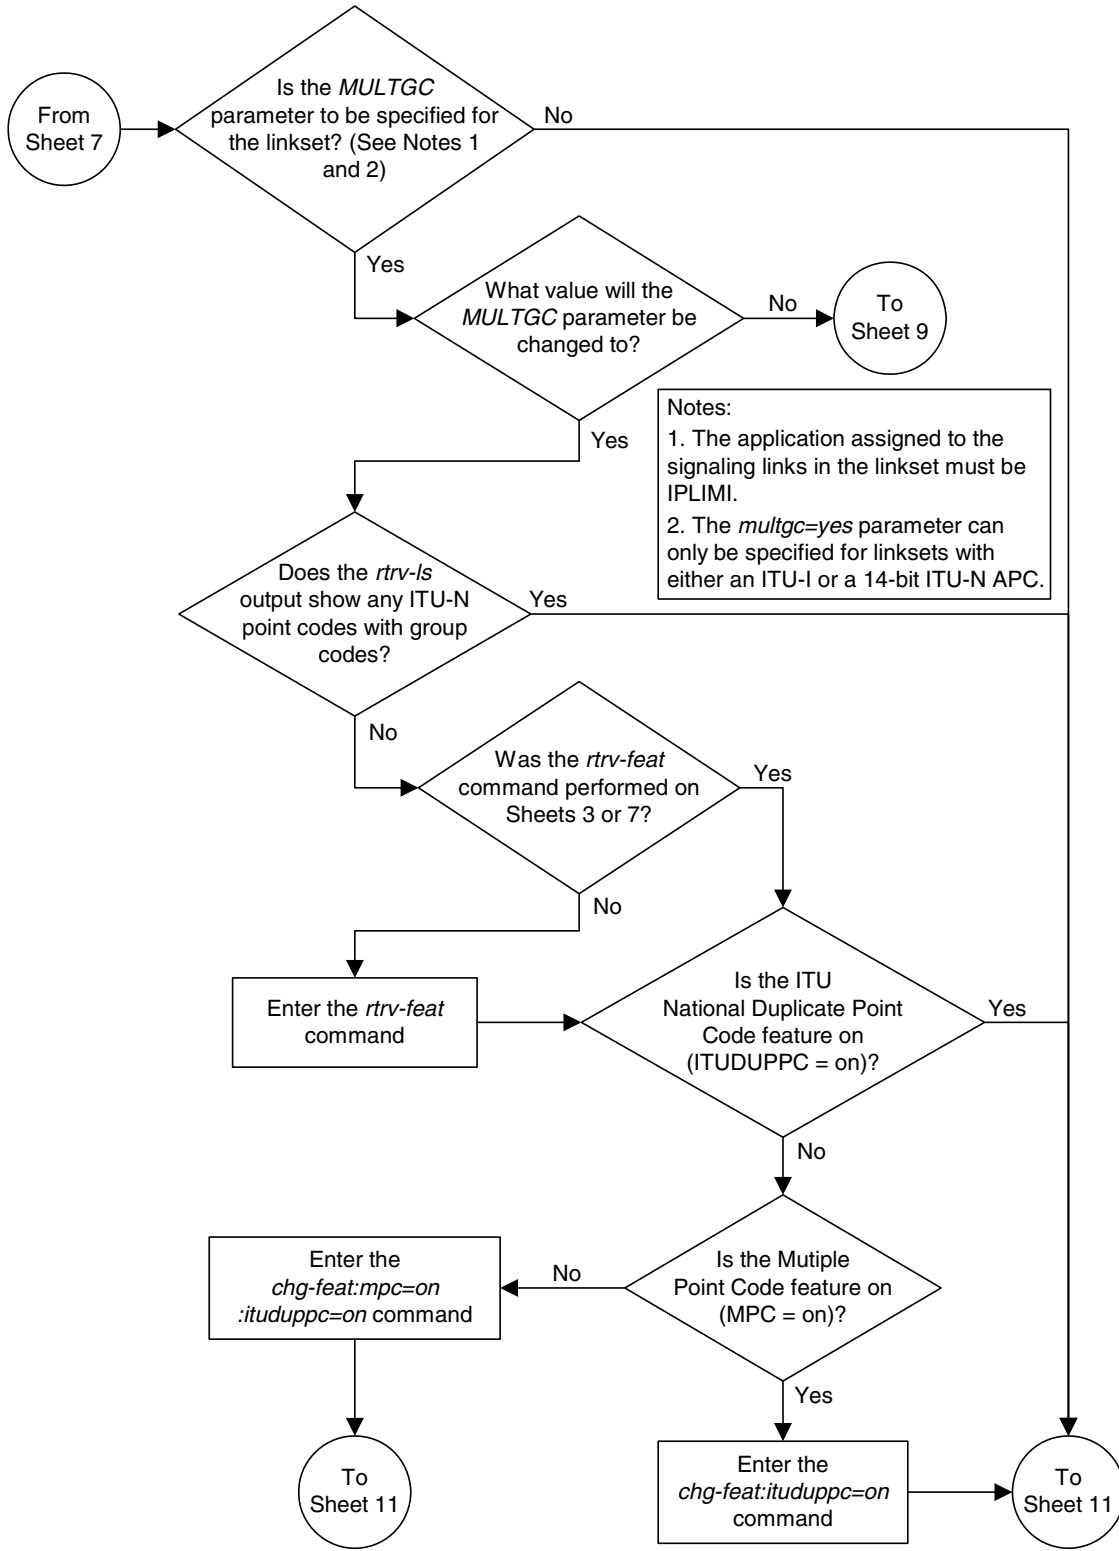 From
Sheet 7
Is the MULTGC
parameter to be specified for
the linkset? (See Notes 1
and 2)
No
Yes
What value will the
MULTGC parameter be
changed to?
No
To
Sheet 9
Yes
Notes:
1. The application assigned to the
signaling links in the linkset must be
IPLIMI.
2. The multgc=yes parameter can
only be specified for linksets with
either an ITU-I or a 14-bit ITU-N APC.
Does the rtrv-ls
output show any ITU-N
point codes with group
codes?
Yes
No
Was the rtrv-feat
command performed on
Sheets 3 or 7?
Yes
No
Enter the rtrv-feat
command
Is the ITU
National Duplicate Point
Code feature on
(ITUDUPPC = on)?
Yes
No
Is the Mutiple
Point Code feature on
(MPC = on)?
No
Enter the
chg-feat:mpc=on
:ituduppc=on command
Yes
To
Sheet 11
Enter the
chg-feat:ituduppc=on
command
To
Sheet 11